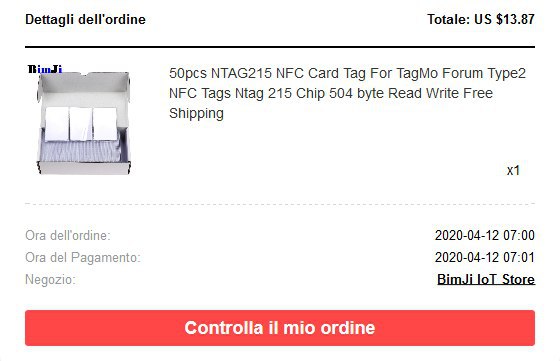 Dettagli dell'ordine
Totale: US $13.87
BimJi
50pcs NTAG215 NFC Card Tag For TagMo Forum Type2
NFC Tags Ntag 215 Chip 504 byte Read Write Free
Shipping
x1
Ora dell'ordine:
2020-04-12 07:00
Ora del Pagamento:
2020-04-12 07:01
Negozio:
BimJi IoT Store
Controlla il mio ordine